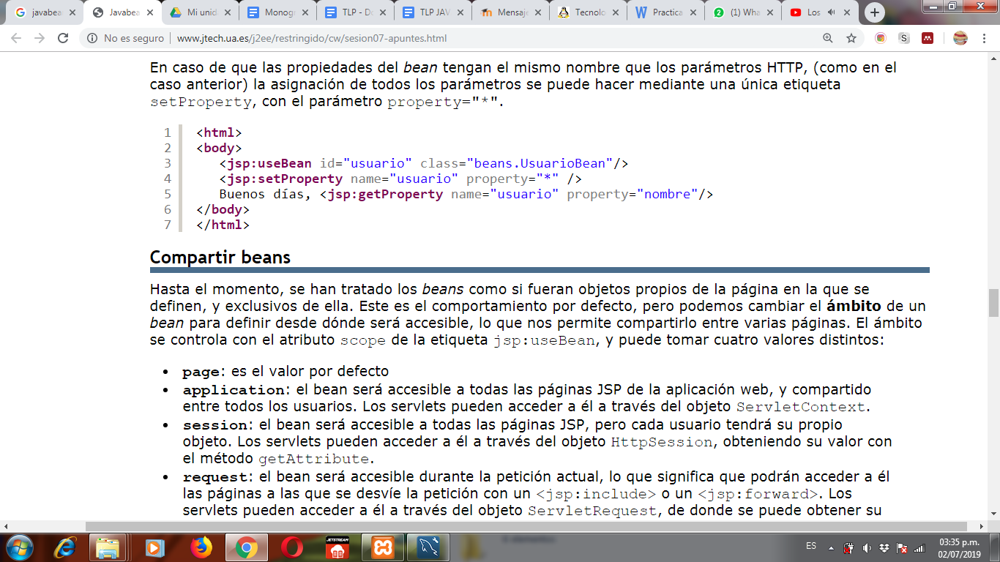 javabea
Javabea
Mi unid
Monogr
TLP - Do
TLP JAV
Mensaje
Tecnolo
Practica
(1) Wha
Los
No es seguro
www.jtech.ua.es/j2ee/restringido/cw/sesion07-apuntes.html
En caso de que las propiedades del bean tengan el mismo nombre que los parámetros HTTP, (como en el
caso anterior) la asignación de todos los parámetros se puede hacer mediante una única etiqueta
setProperty, con el parámetro property="*".
1 <html>
2 <body>
3 <jsp:useBean id="usuario" class="beans.UsuarioBean"/>
4 <jsp:setProperty name="usuario" property="*" />
5 Buenos días, <jsp:getProperty name="usuario" property="nombre"/>
6 </body>
7 </html>
Compartir beans
Hasta el momento, se han tratado los beans como si fueran objetos propios de la página en la que se
definen, y exclusivos de ella. Este es el comportamiento por defecto, pero podemos cambiar el ámbito de un
bean para definir desde dónde será accesible, lo que nos permite compartirlo entre varias páginas. El ámbito
se controla con el atributo scope de la etiqueta jsp:useBean, y puede tomar cuatro valores distintos:
• page: es el valor por defecto
• application: el bean será accesible a todas las páginas JSP de la aplicación web, y compartido
entre todos los usuarios. Los servlets pueden acceder a él a través del objeto ServletContext.
• session: el bean será accesible a todas las páginas JSP, pero cada usuario tendrá su propio
objeto. Los servlets pueden acceder a él a través del objeto HttpSession, obteniendo su valor con
el método getAttribute.
• request: el bean será accesible durante la petición actual, lo que significa que podrán acceder a él
las páginas a las que se desvíe la petición con un <jsp:include> o un <jsp:forward>. Los
servlets pueden acceder a él a través del objeto ServletRequest, de donde se puede obtener su
JETSTREAM
ES
03:35 p.m.
02/07/2019